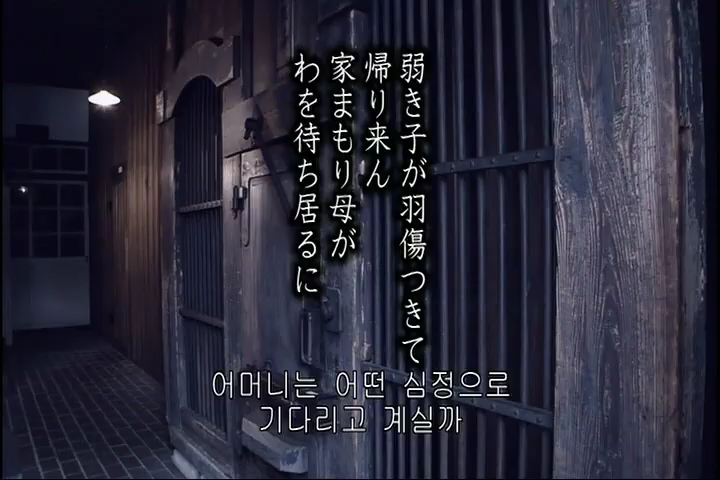 弱き子が羽傷つきて
帰り来ん
家まもり母が
わを待ち居るに
어머니는 어떤 심정으로
기다리고 계실까